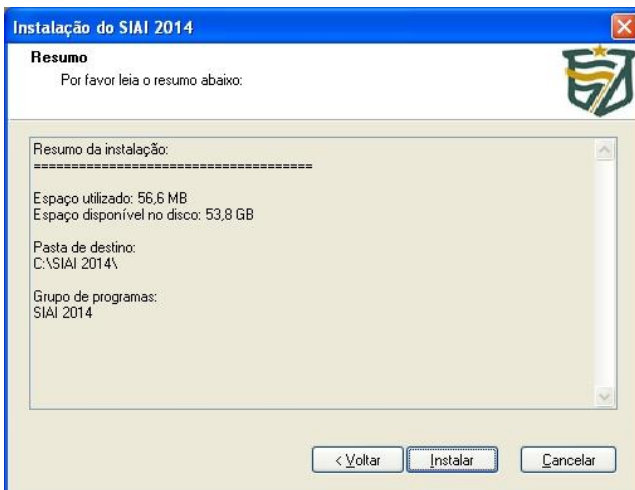 Instalação do SIAI 2014
Resumo
Por favor leia o resumo abaixo:
Resumo da instalação:
=====================================
Espaço utilizado: 56,6 MB
Espaço disponível no disco: 53,8 GB
Pasta de destino:
C:\SIAI 2014\
Grupo de programas:
SIAI 2014
< Voltar
Instalar
Cancelar